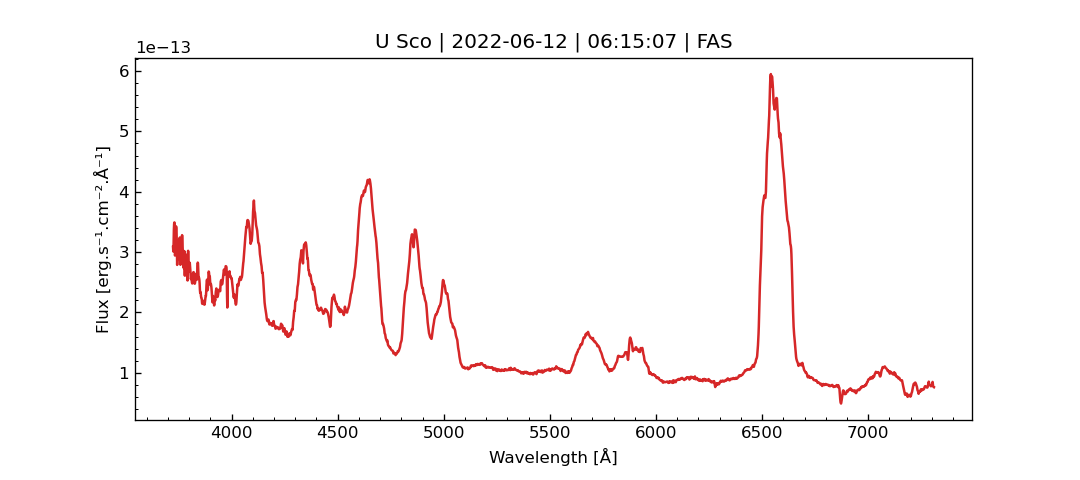 U Sco | 2022-06-12 | 06:15:07 | FAS
1e−13
6
5
4
3
2
1
Flux [erg.s⁻¹.cm⁻².Å⁻¹]
4000 4500 5000 5500 6000 6500 7000
Wavelength [Å]